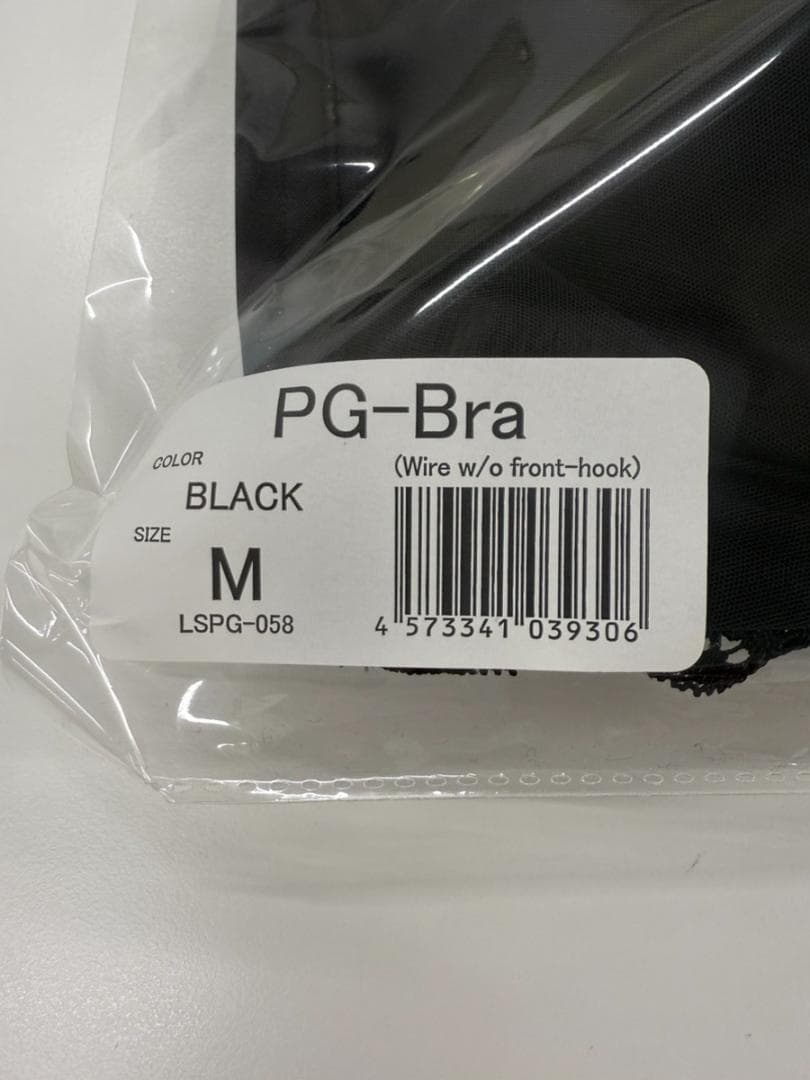 PG-Bra
(Wire w/o front-hook)
COLOR
BLACK
SIZE
M
LSPG-058
4 573341 039306